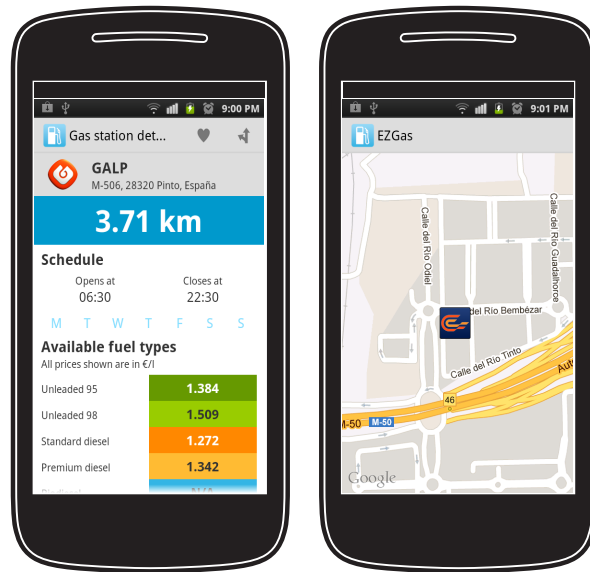 9:00 PM
Gas station det...
GALP
M-506, 28320 Pinto, España
3.71 km
Schedule
Opens at Closes at
06:30 22:30
M T W T F S S
Available fuel types
All prices shown are in €/l
Unleaded 95 1.384
Unleaded 98 1.509
Standard diesel 1.272
Premium diesel 1.342
9:01 PM
EZGas
Calle del Río Odiel
Calle del Río Guadalhorce
del Río Bembézar
Calle del Río Tinto
Aut
46
M-50 M-50
Google